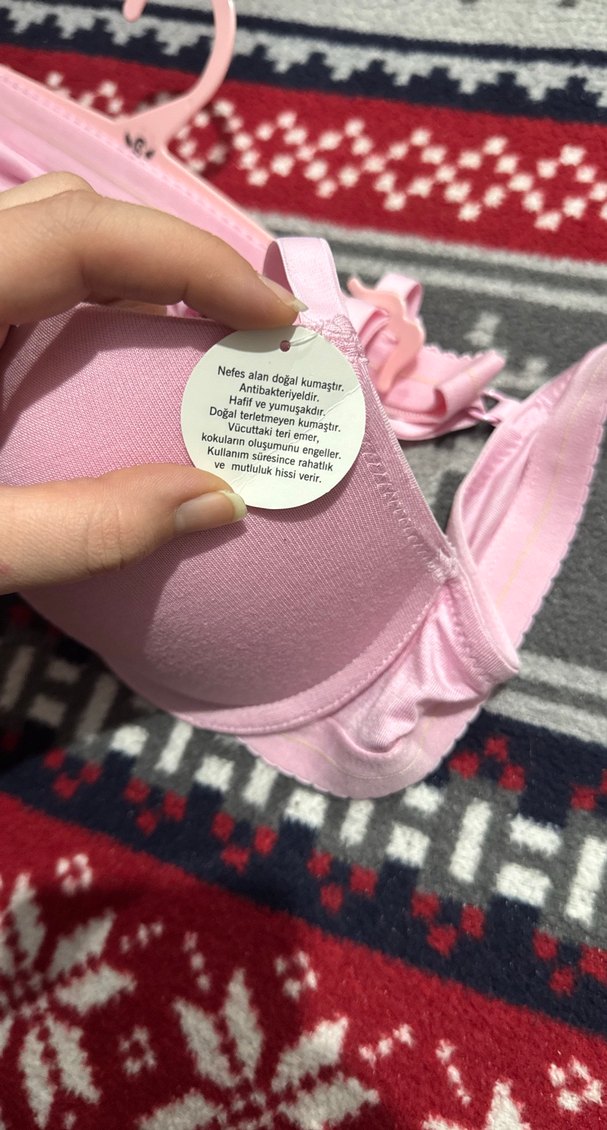 Nefes alan doğal kumaştır.
Antibakteriyeldir.
Hafif ve yumuşakdır.
Doğal terletmeyen kumaştır.
Vücuttaki teri emer,
kokuların oluşumunu engeller.
Kullanım süresince rahatlık
ve mutluluk hissi verir.